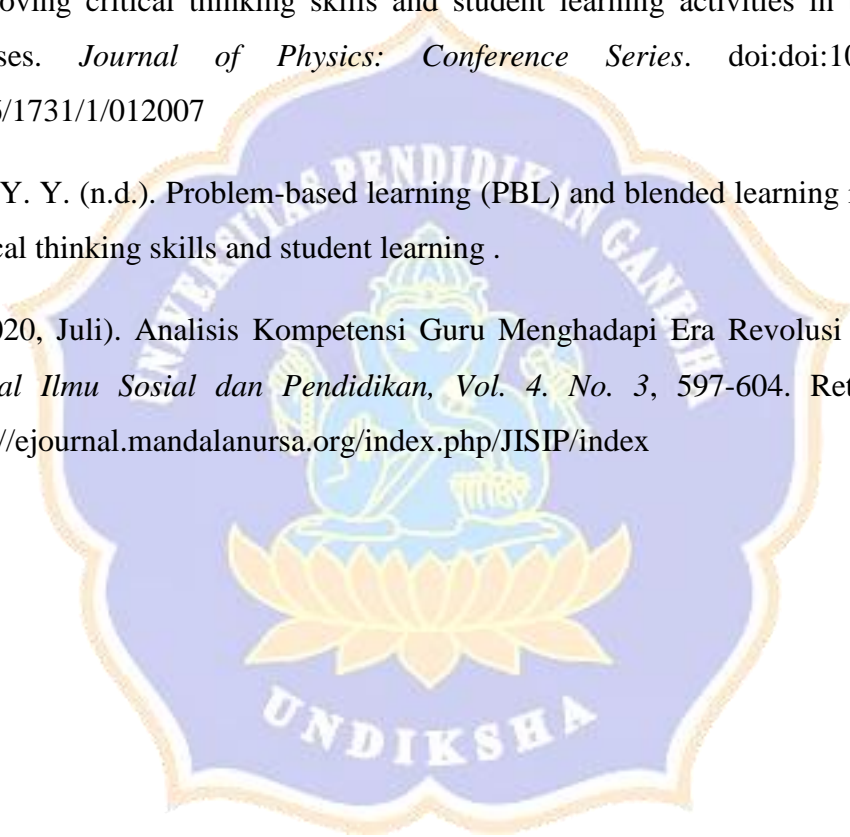 oving critical thinking skills and student learning activities in
ses. Journal of Physics: Conference Series. doi:doi:10
6/1731/1/012007
Y. Y. (n.d.). Problem-based learning (PBL) and blended learning
cal thinking skills and student learning .
020, Juli). Analisis Kompetensi Guru Menghadapi Era Revolusi
al Ilmu Sosial dan Pendidikan, Vol. 4. No. 3, 597-604. Ret
//ejournal.mandalanursa.org/index.php/JISIP/index
UNIVERSITAS PENDIDIKAN GANESHA
UNDIKSHA